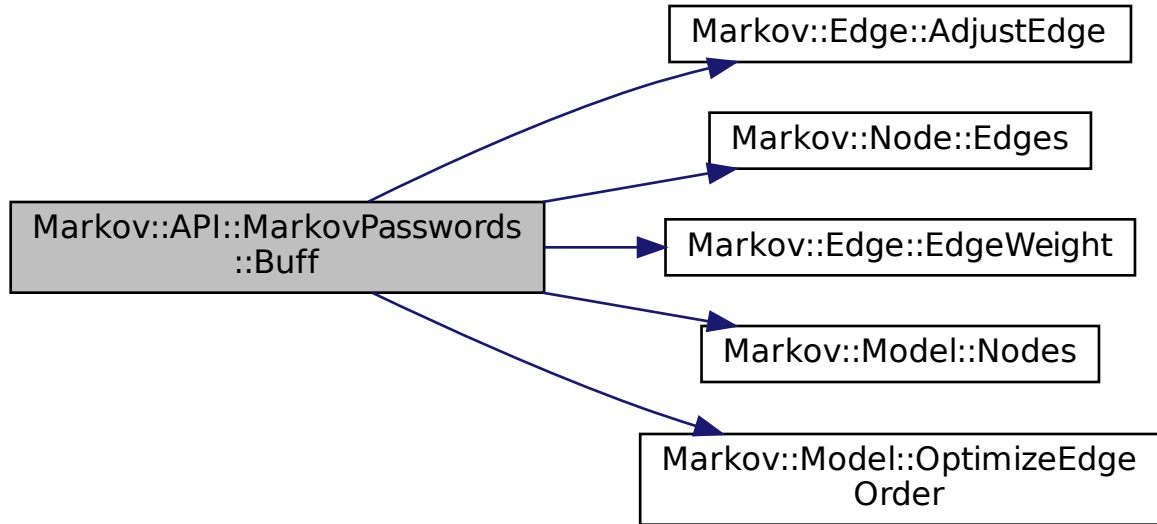 Markov::Edge::AdjustEdge
Markov::Node::Edges
Markov::API::MarkovPasswords
::Buff
Markov::Edge::EdgeWeight
Markov::Model::Nodes
Markov::Model::OptimizeEdge
Order